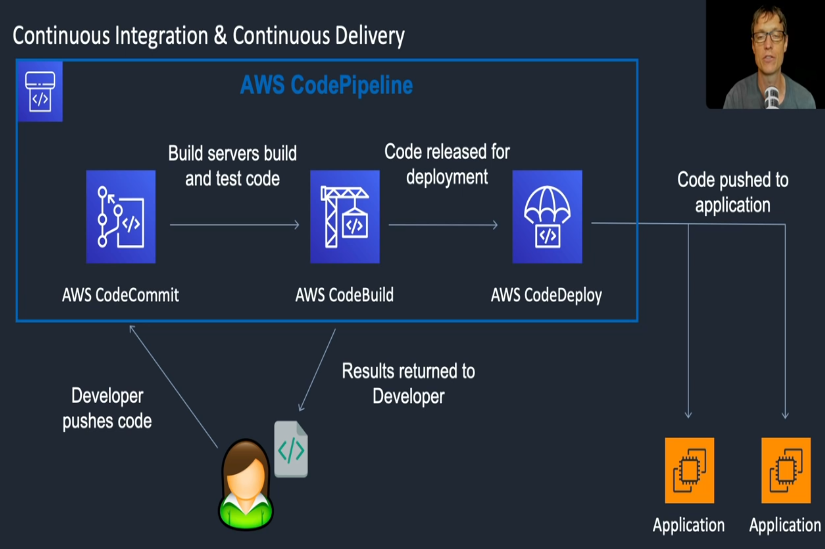 Continuous Integration & Continuous Delivery
AWS CodePipeline
Build servers build
and test code
Code released for
deployment
Code pushed to
application
AWS CodeCommit
AWS CodeBuild
AWS CodeDeploy
Developer
pushes code
Results returned to
Developer
Application
Application